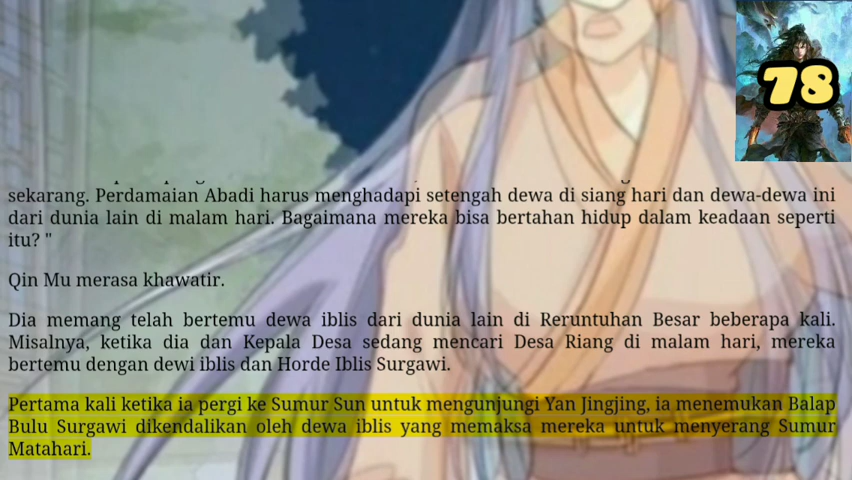 78
sekarang. Perdamaian Abadi harus menghadapi setengah dewa di siang hari dan dewa-dewa ini
dari dunia lain di malam hari. Bagaimana mereka bisa bertahan hidup dalam keadaan seperti
itu? "
Qin Mu merasa khawatir.
Dia memang telah bertemu dewa iblis dari dunia lain di Reruntuhan Besar beberapa kali.
Misalnya, ketika dia dan Kepala Desa sedang mencari Desa Riang di malam hari, mereka
bertemu dengan dewi iblis dan Horde Iblis Surgawi.
Pertama kali ketika ia pergi ke Sumur Sun untuk mengunjungi Yan Jingjing, ia menemukan Balap
Bulu Surgawi dikendalikan oleh dewa iblis yang memaksa mereka untuk menyerang Sumur
Matahari.